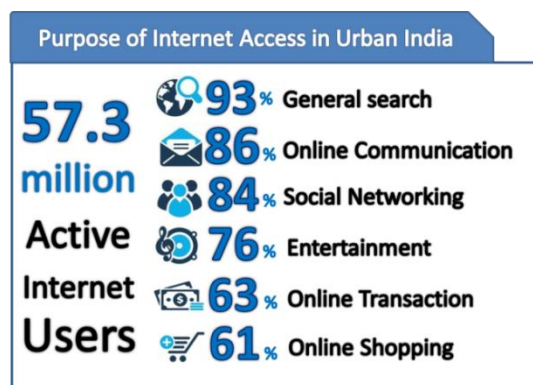 Purpose of Internet Access in Urban India
57.3
million
Active
Internet
Users
93% General search
86% Online Communication
84% Social Networking
76% Entertainment
63% Online Transaction
61% Online Shopping